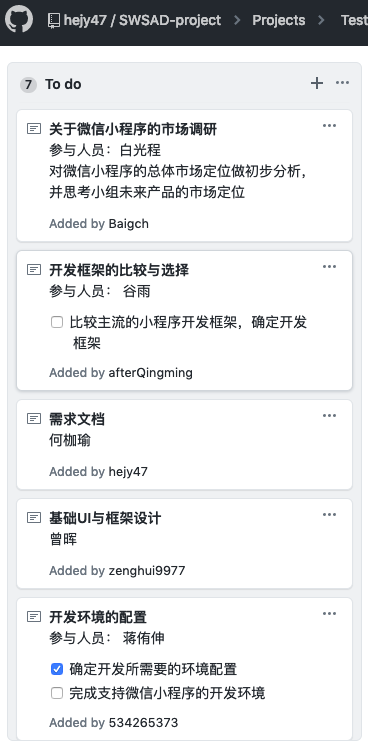 hejy47 / SWSAD-project > Projects > Test
7 To do
关于微信小程序的市场调研
参与人员：白光程
对微信小程序的总体市场定位做初步分析，
并思考小组未来产品的市场定位
Added by Baigch
开发框架的比较与选择
参与人员： 谷雨
比较主流的小程序开发框架，确定开发
框架
Added by afterQingming
需求文档
何枷瑜
Added by hejy47
基础UI与框架设计
曾晖
Added by zenghui9977
开发环境的配置
参与人员： 蒋侑伸
确定开发所需要的环境配置
完成支持微信小程序的开发环境
Added by 534265373